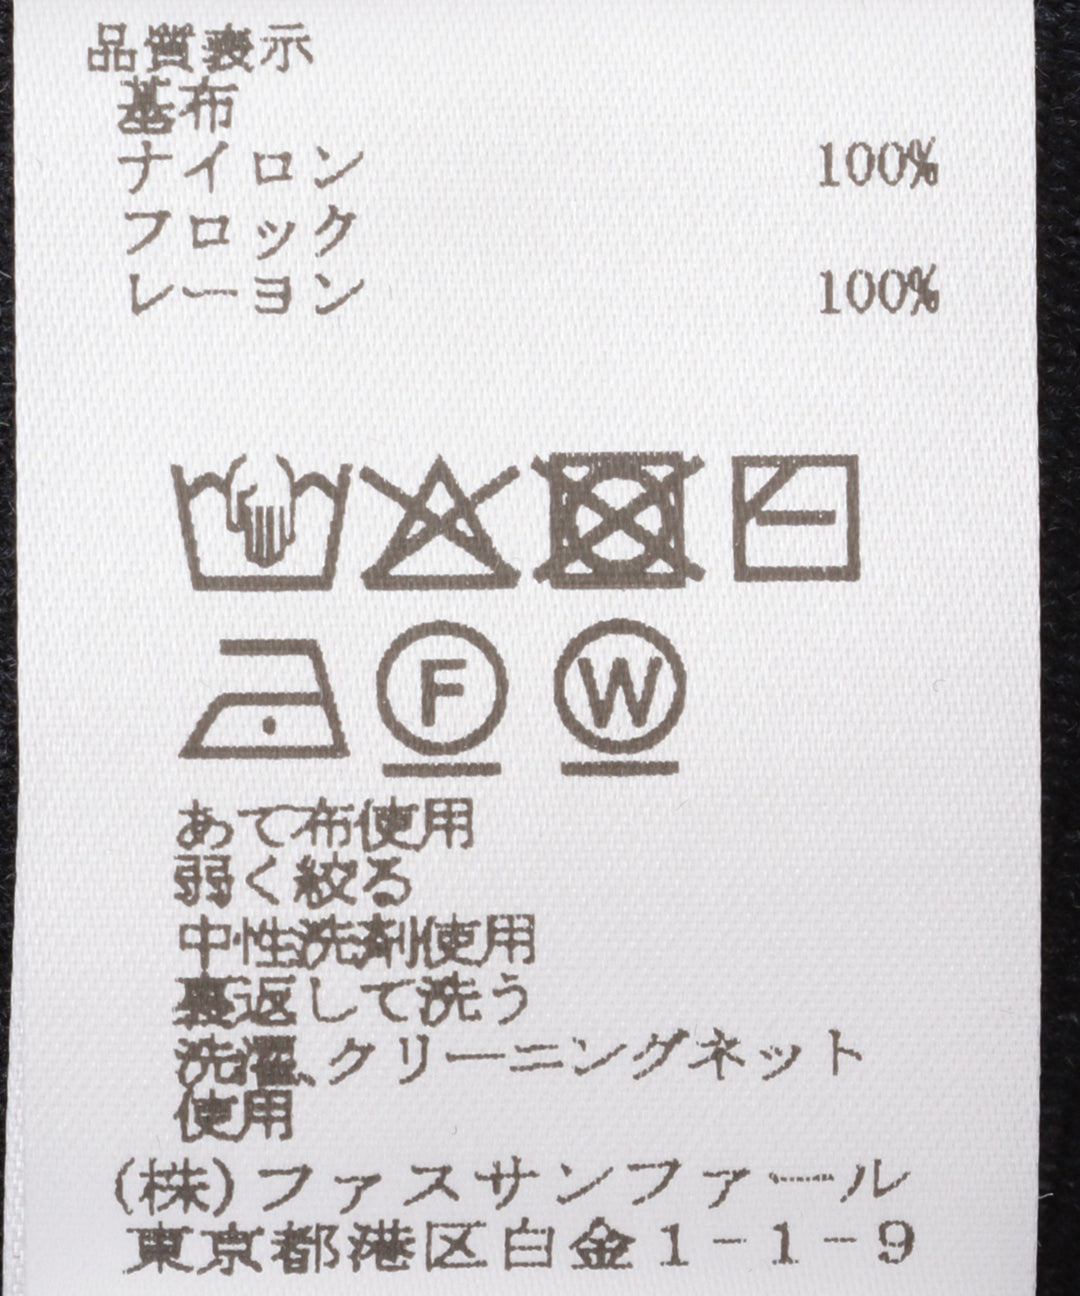 品質表示
基布
ナイロン 100%
フロック
レーヨン 100%
F W
あて布使用
弱く絞る
中性洗剤使用
裏返して洗う
洗濯、クリーニングネット
使用
(株)ファスサンファール
東京都港区白金1-1-9